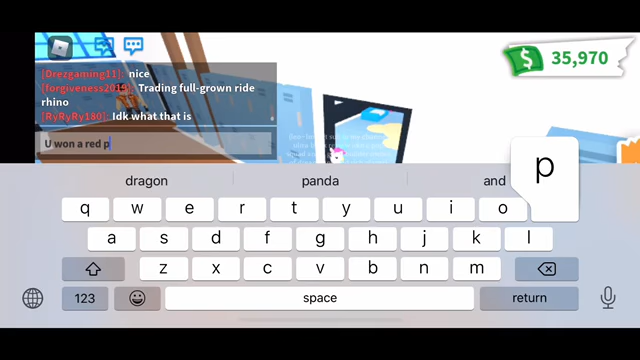 35,970
[Drezgaming11]: nice
[forgiveness2019]: Trading full-grown ride
rhino
[RyRyRy180]: Idk what that is
U won a red p
dragon panda and
p
q w e r t y u i o
a s d f g h j k l
z x c v b n m
123 space return